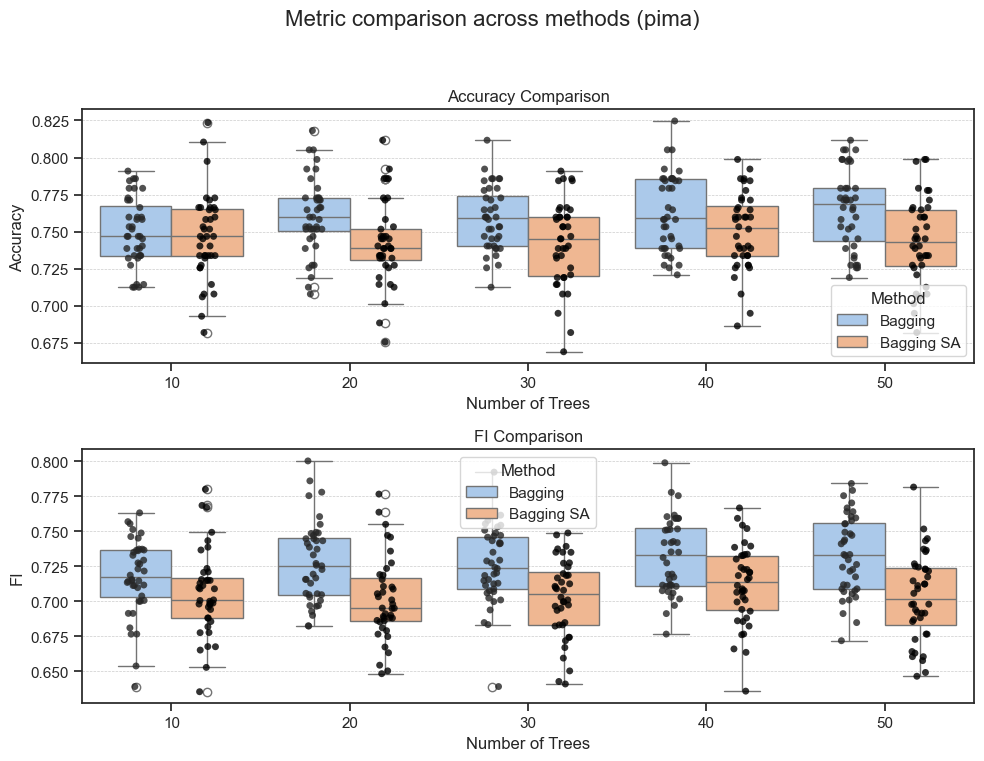 Metric comparison across methods (pima)
Accuracy Comparison
Accuracy
0.825
0.800
0.775
0.750
0.725
0.700
0.675
10 20 30 40 50
Number of Trees
Method
Bagging
Bagging SA
FI Comparison
FI
0.800
0.775
0.750
0.725
0.700
0.675
0.650
10 20 30 40 50
Number of Trees
Method
Bagging
Bagging SA